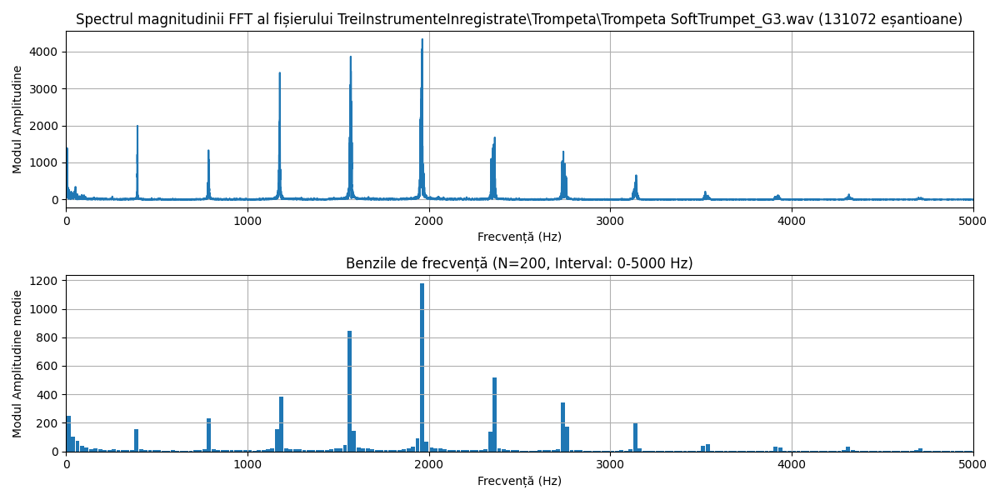 Spectrul magnitudinii FFT al fișierului TreiInstrumenteInregistrate\Trompeta\Trompeta SoftTrumpet_G3.wav (131072 eșantioane)
Modul Amplitudine
4000
3000
2000
1000
0
0 1000 2000 3000 4000 5000
Frecvență (Hz)
Benzile de frecvență (N=200, Interval: 0-5000 Hz)
Modul Amplitudine medie
1200
1000
800
600
400
200
0
0 1000 2000 3000 4000 5000
Frecvență (Hz)